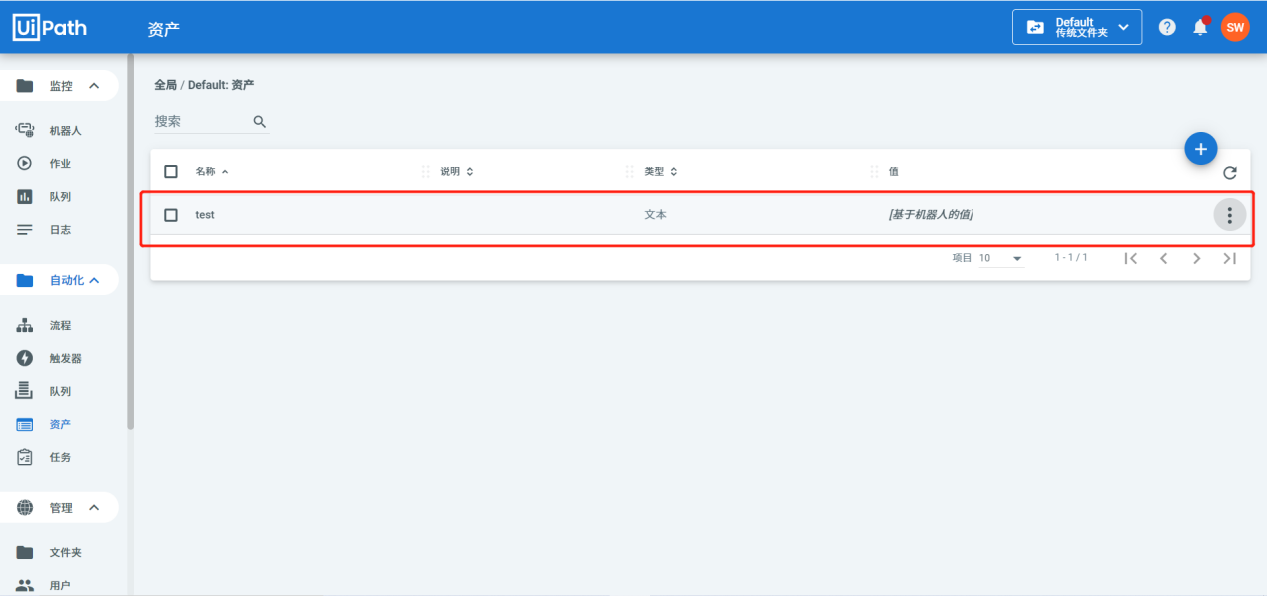 UiPath
资产
Default
传统文件夹
?
SW
监控
机器人
作业
队列
日志
自动化
流程
触发器
队列
资产
任务
管理
文件夹
用户
全局 / Default: 资产
搜索
+
名称 说明 类型 值
test 文本 [基于机器人的值]
项目 10 1 - 1 / 1